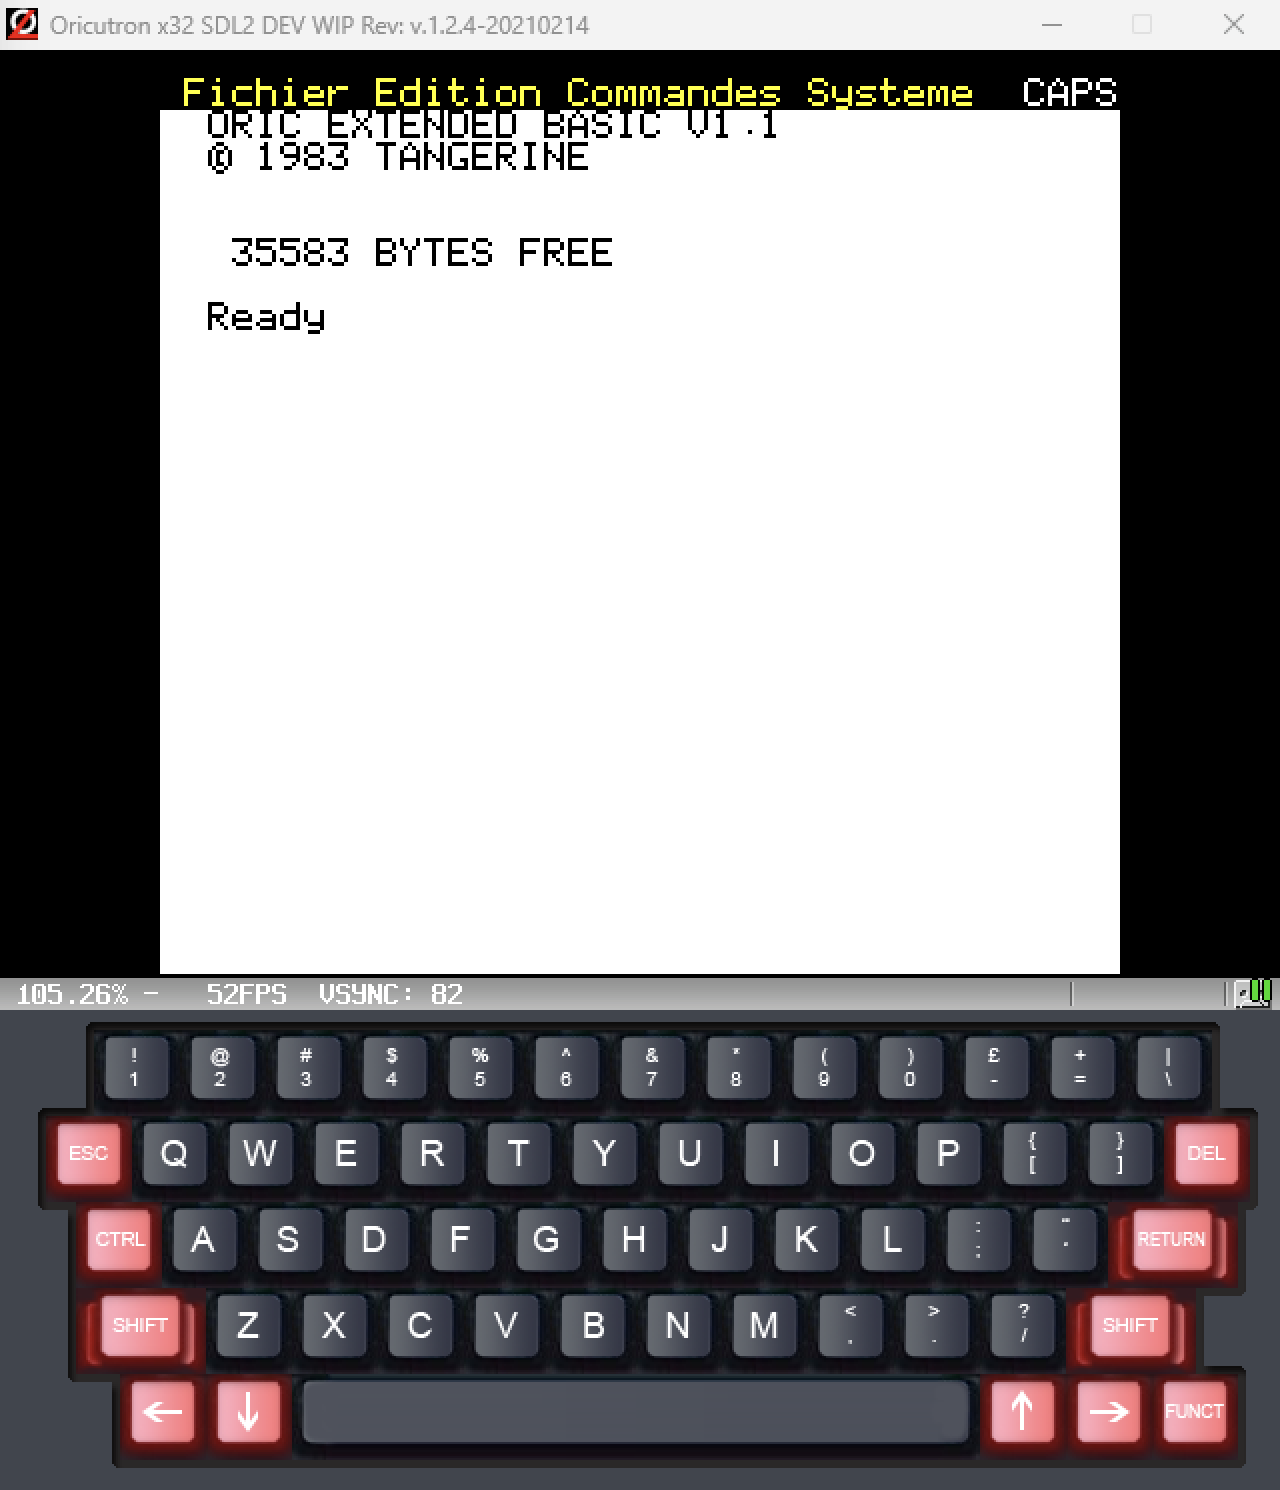 Oricutron x32 SDL2 DEV WIP Rev: v.1.2.4-20210214
Fichier Edition Commandes Systeme CAPS
ORIC EXTENDED BASIC V1.1
© 1983 TANGERINE
35583 BYTES FREE
Ready
105.26% - 52FPS VSYNC: 82
! @ # $ % ^ & * ( ) £ + |
1 2 3 4 5 6 7 8 9 0 - = \
ESC Q W E R T Y U I O P { [ } ] DEL
CTRL A S D F G H J K L : ; " ' RETURN
SHIFT Z X C V B N M < , > . ? / SHIFT
← ↓ ↑ → FUNCT